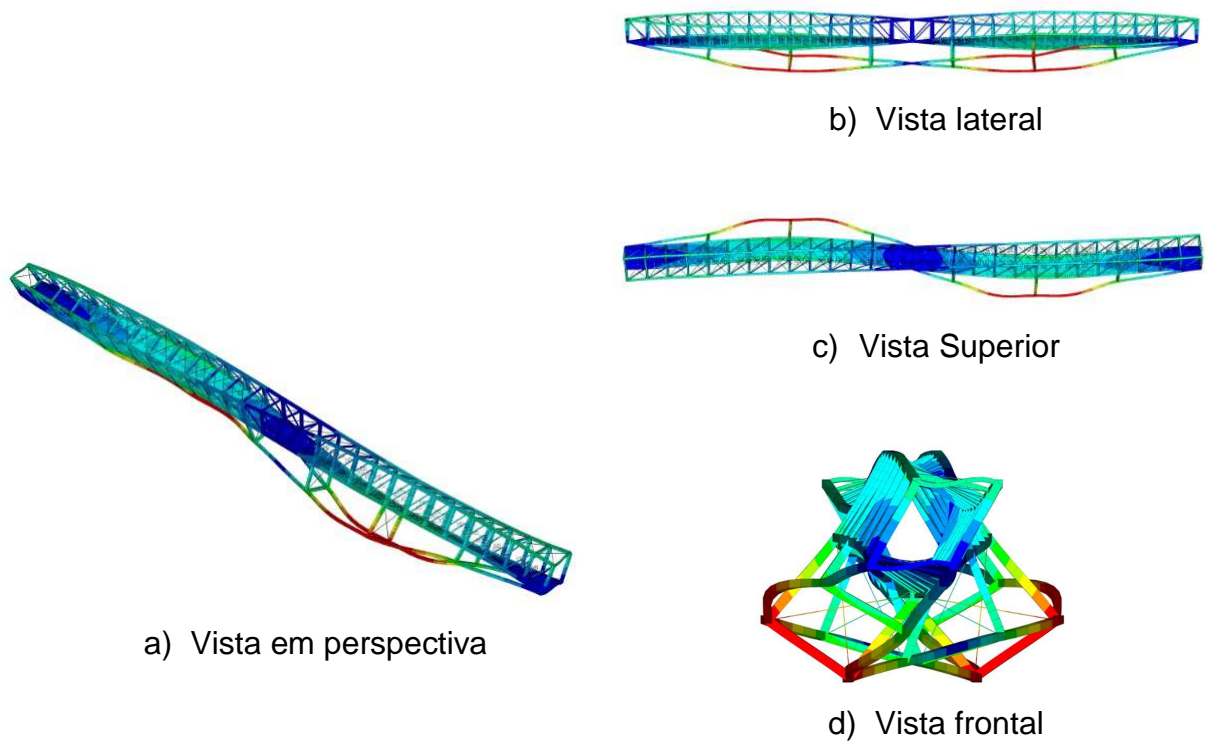 b) Vista lateral
c) Vista Superior
a) Vista em perspectiva
d) Vista frontal